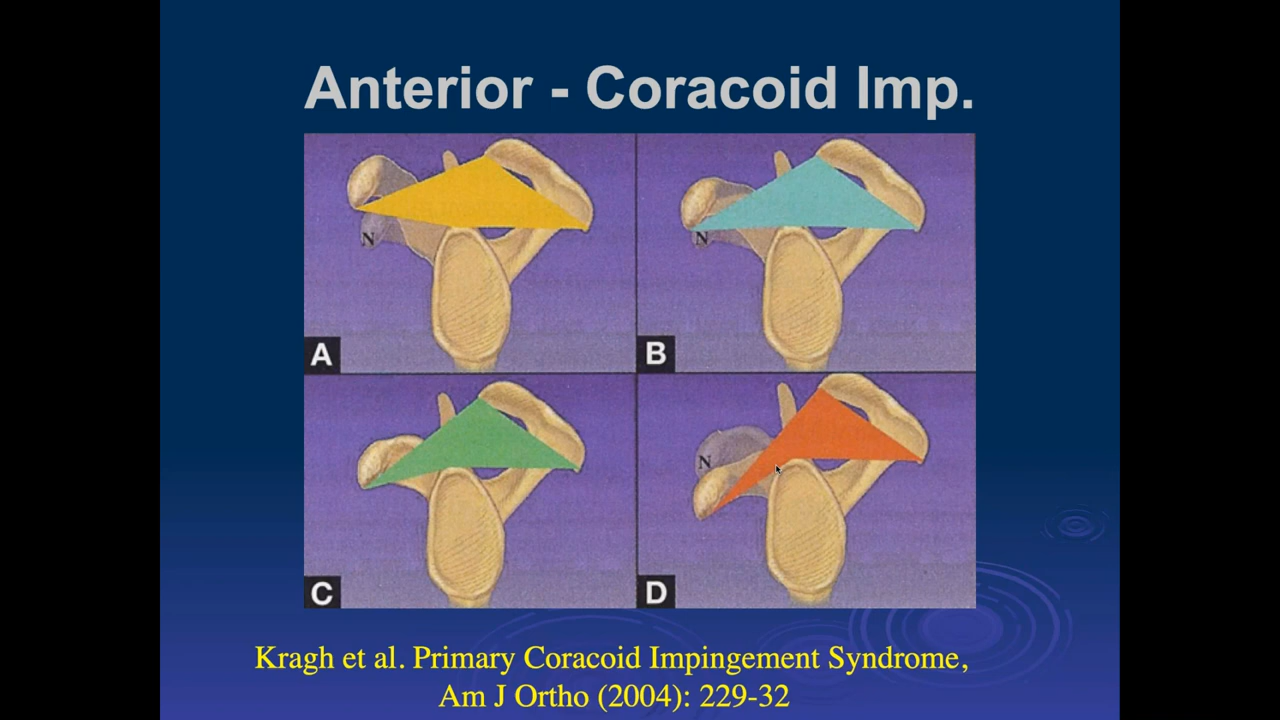 Anterior - Coracoid Imp.
N
N
A
B
N
C
D
Kragh et al. Primary Coracoid Impingement Syndrome,
Am J Ortho (2004): 229-32